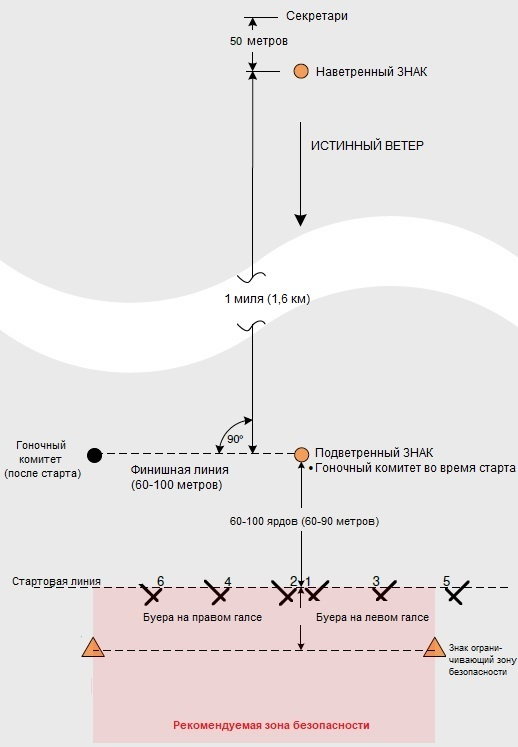 Секретари
50 метров
Наветренный ЗНАК
ИСТИННЫЙ ВЕТЕР
1 миля (1,6 км)
90°
Гоночный
комитет
(после старта)
Финишная линия
(60-100 метров)
Подветренный ЗНАК
•Гоночный комитет во время старта
60-100 ярдов (60-90 метров)
Стартовая линия
6 4 2 1 3 5
Буера на правом галсе
Буера на левом галсе
Знак ограни-
чивающий зону
безопасности
Рекомендуемая зона безопасности